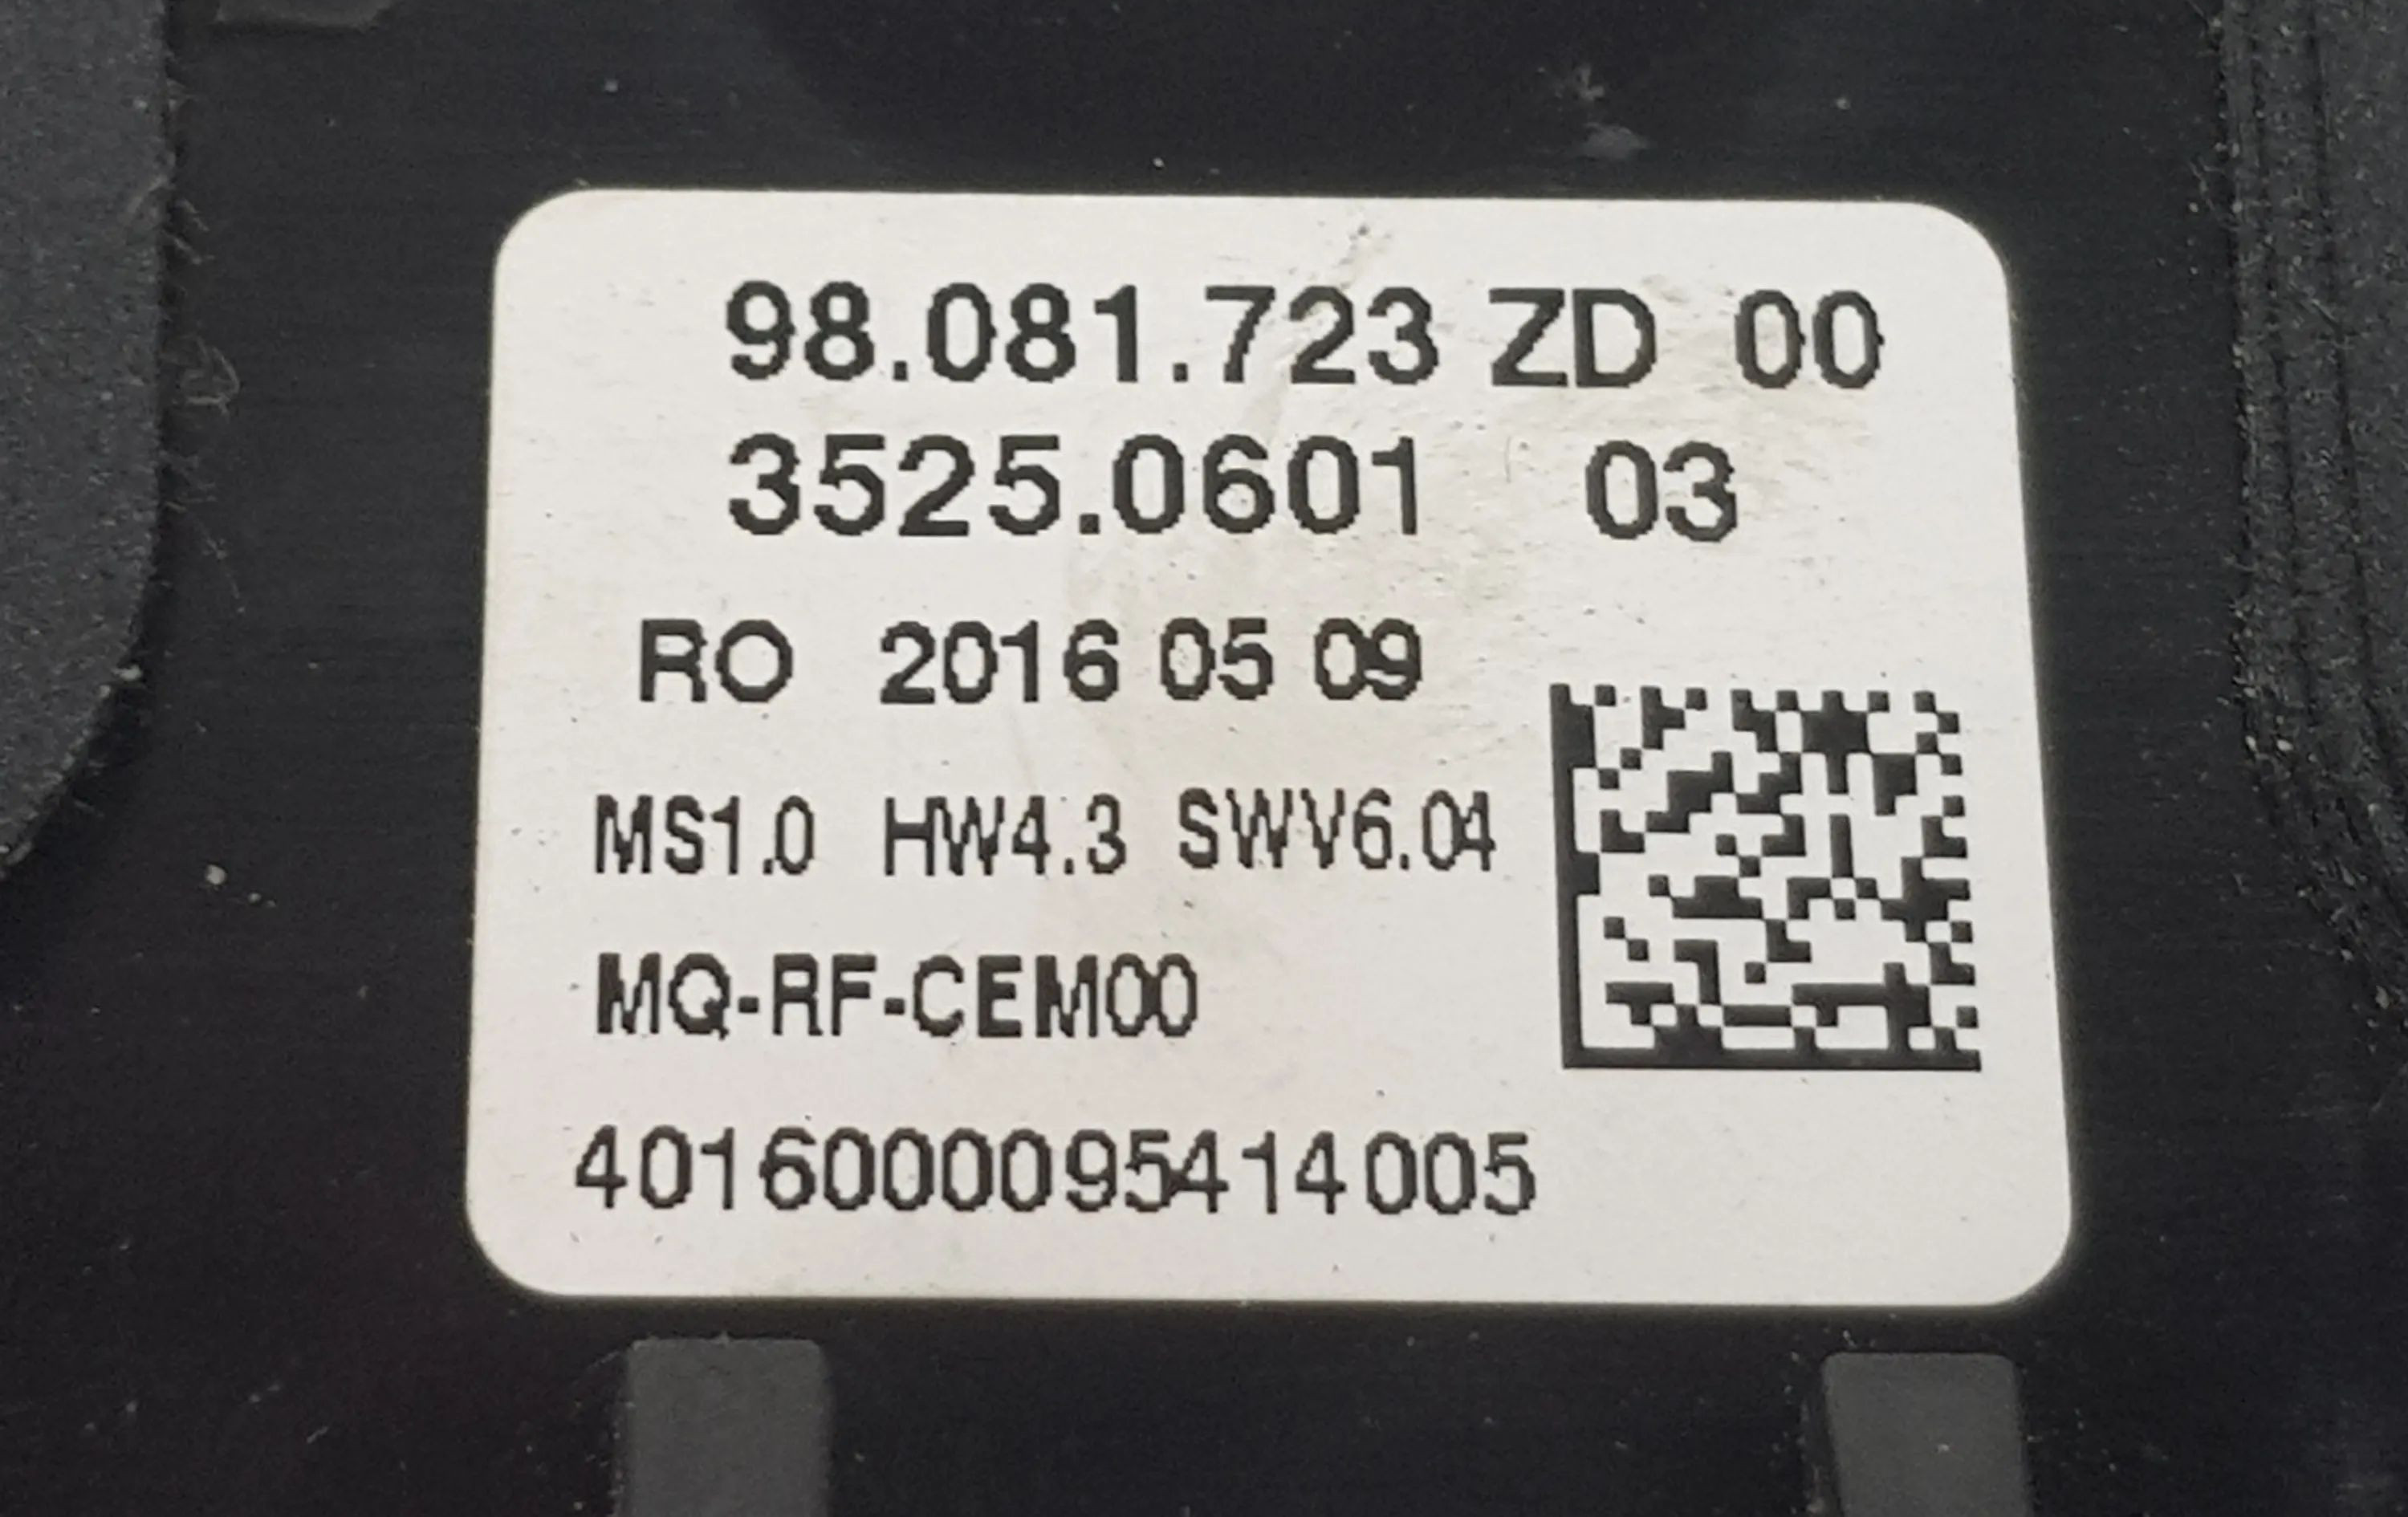 98.081.723 ZD 00
3525.0601 03
RO 2016 05 09
MS1.0 HW4.3 SWV6.04
MQ-RF-CEM00
4016000095414005